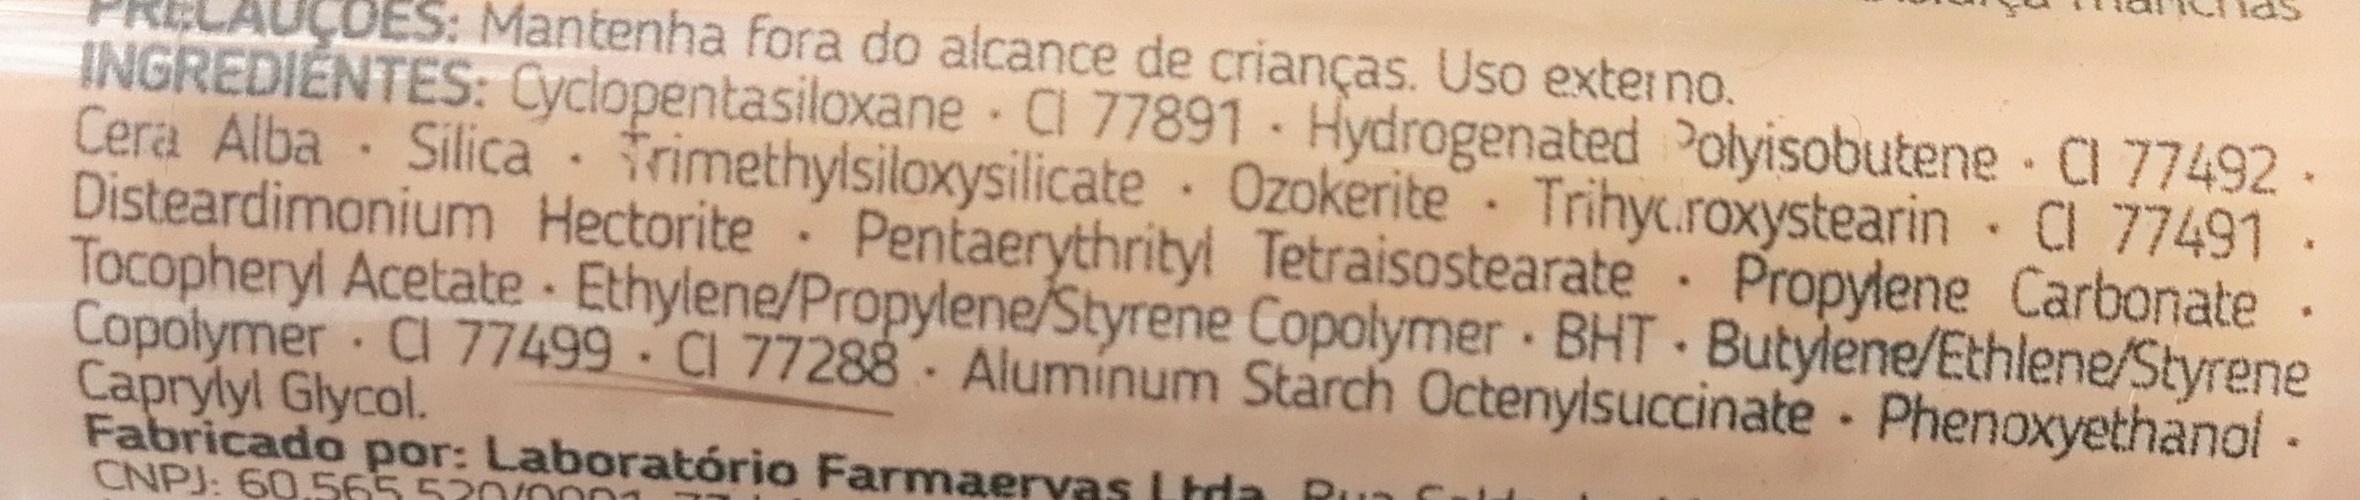 manchas
PRECAUÇÕES: Mantenha fora do alcance de crianças. Uso externo.
INGREDIENTES: Cyclopentasiloxane · CI 77891 · Hydrogenated Polyisobutene · CI 77492 ·
Cera Alba · Silica · Trimethylsiloxysilicate · Ozokerite · Trihydroxystearin · CI 77491 ·
Disteardimonium Hectorite · Pentaerythrityl Tetraisostearate · Propylene Carbonate ·
Tocopheryl Acetate · Ethylene/Propylene/Styrene Copolymer · BHT · Butylene/Ethlene/Styrene
Copolymer · CI 77499 · CI 77288 · Aluminum Starch Octenylsuccinate · Phenoxyethanol ·
Caprylyl Glycol.
Fabricado por: Laboratório Farmaervas Ltda. Rua
CNPJ: